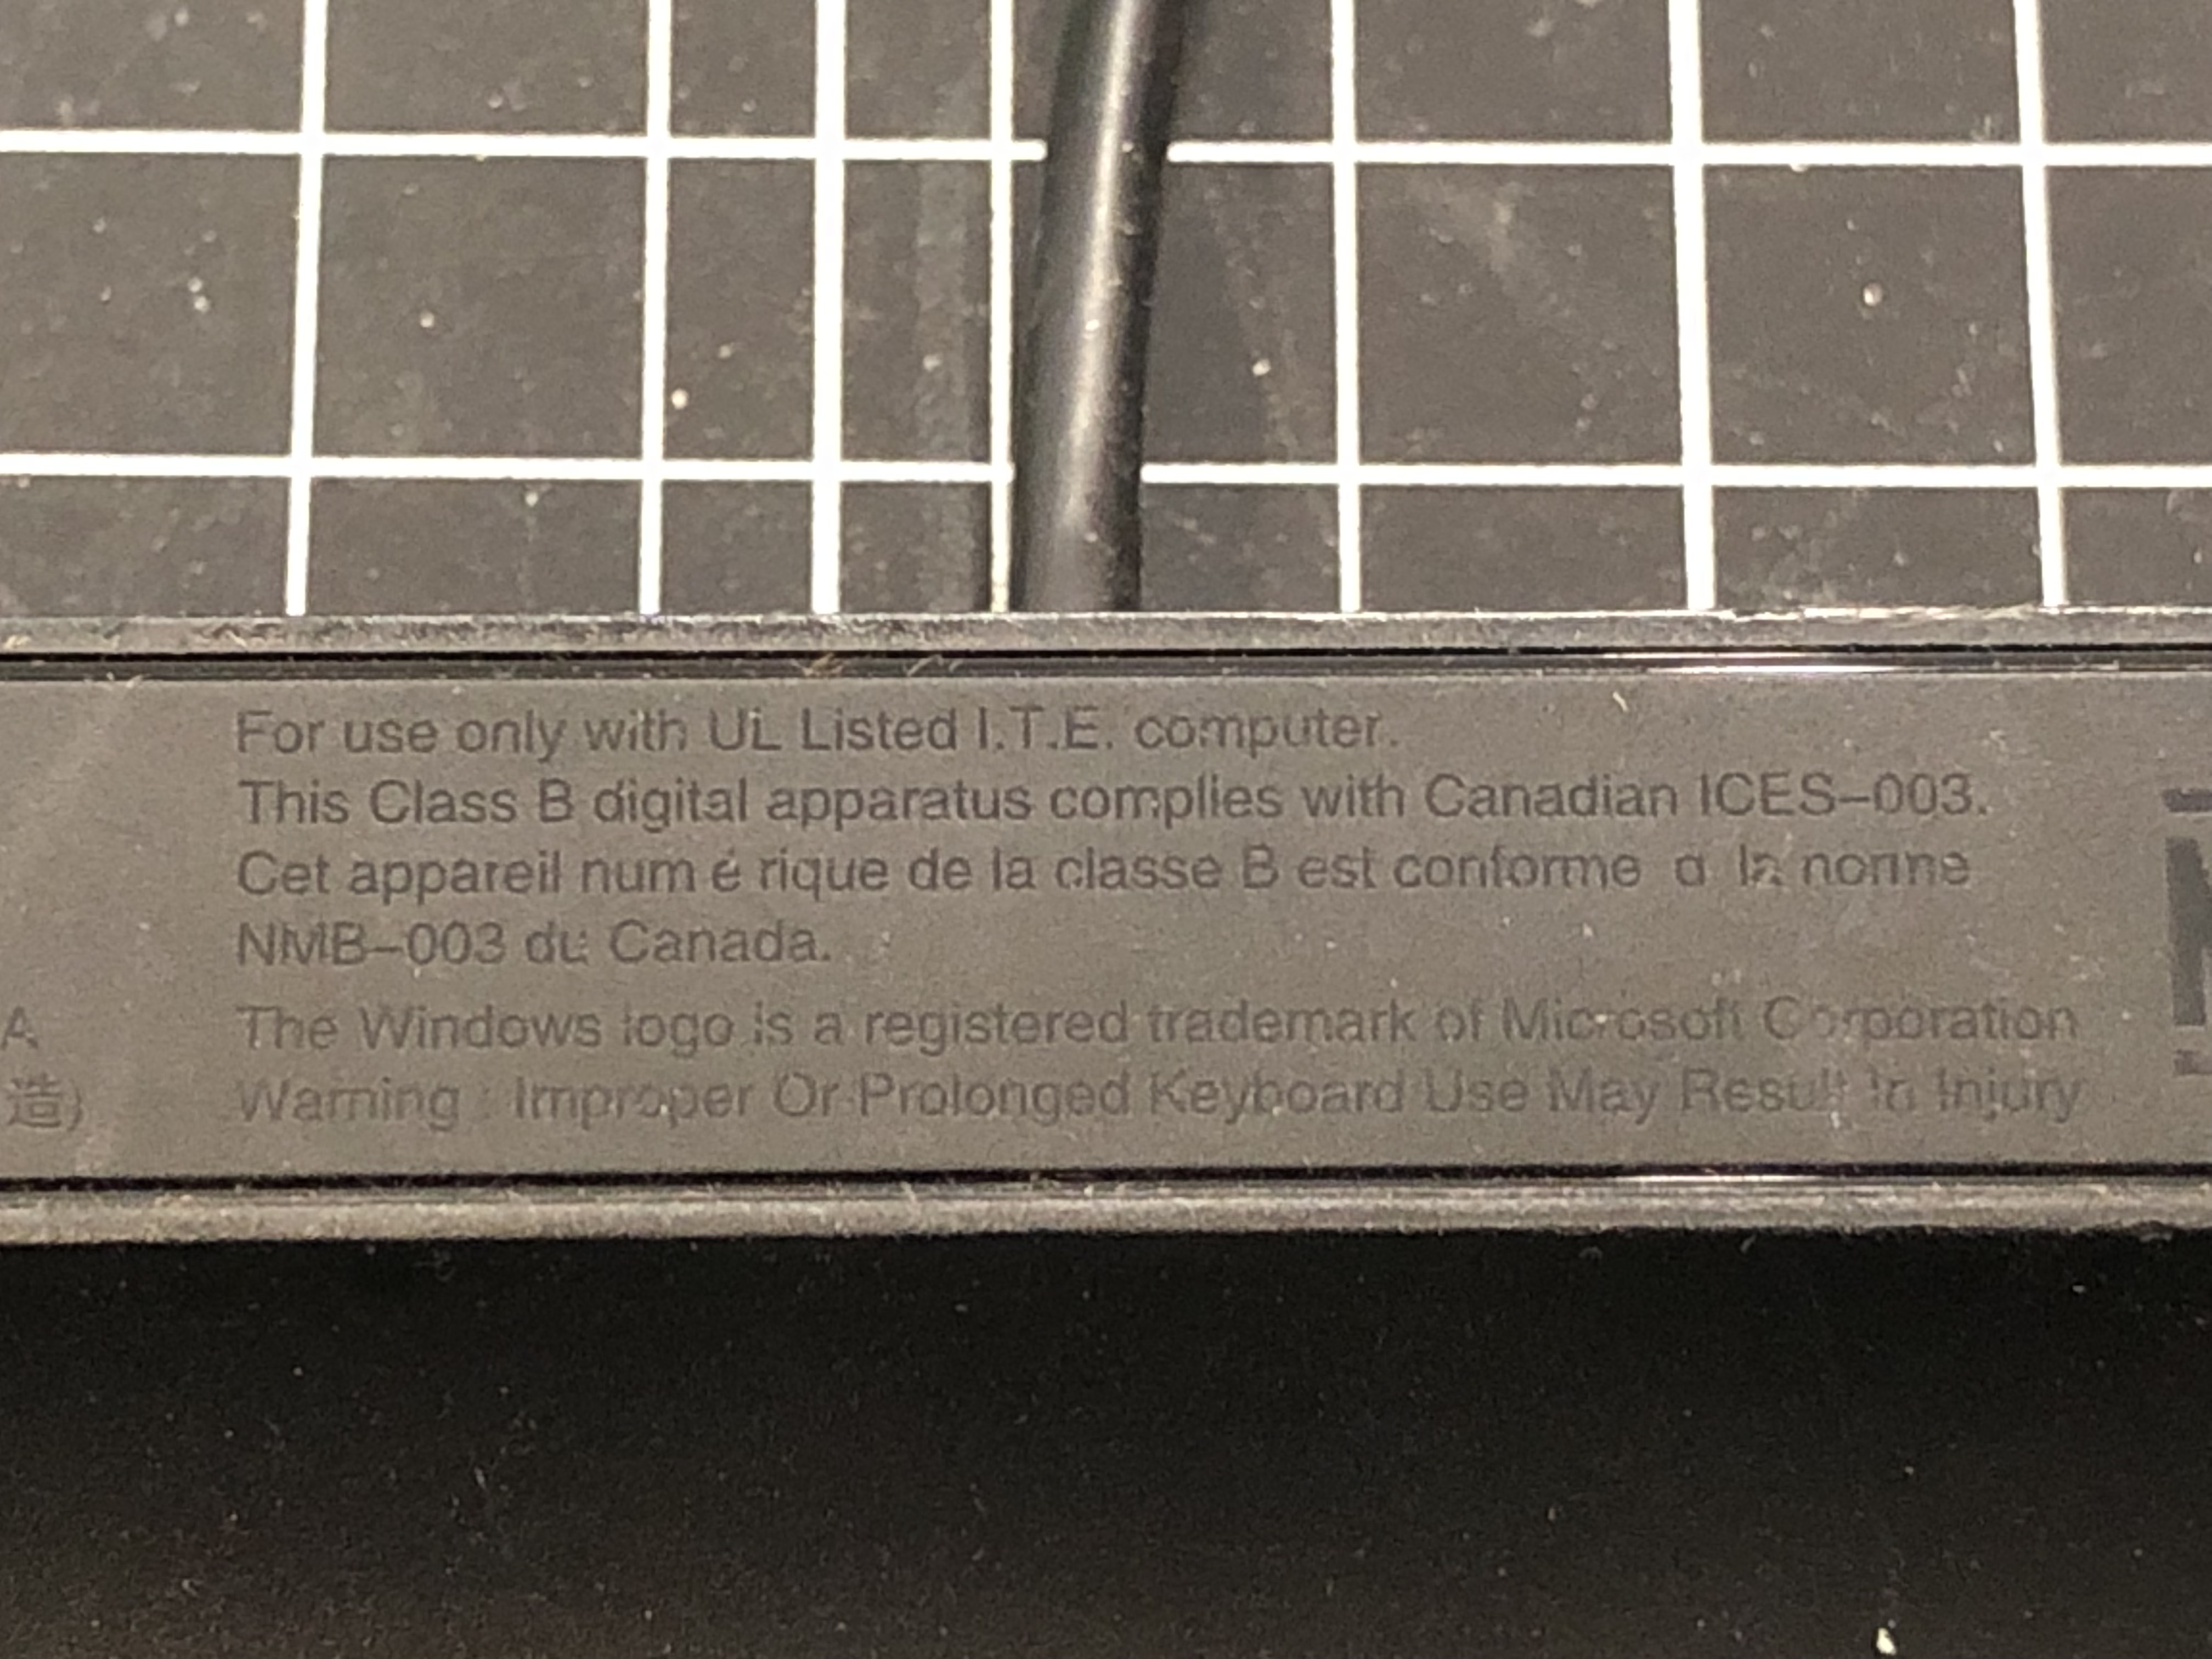 For use only with UL Listed I.T.E. computer.
This Class B digital apparatus complies with Canadian ICES–003.
Cet appareil num é rique de la classe B est conforme a la norme
NMB–003 du Canada.
A The Windows logo is a registered trademark of Microsoft Corporation
造) Warning : Improper Or Prolonged Keyboard Use May Result In Injury